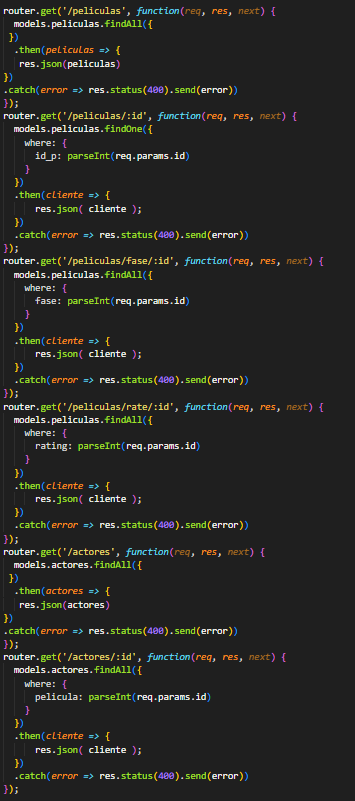 router.get('/peliculas', function(req, res, next) {
  models.peliculas.findAll({
 })
  .then(peliculas => {
   res.json(peliculas)
})
.catch(error => res.status(400).send(error))
});
router.get('/peliculas/:id', function(req, res, next) {
  models.peliculas.findOne({
    where: {
      id_p: parseInt(req.params.id)
    }
  })
  .then(cliente => {
      res.json( cliente );
  })
  .catch(error => res.status(400).send(error))
});
router.get('/peliculas/fase/:id', function(req, res, next) {
  models.peliculas.findAll({
    where: {
      fase: parseInt(req.params.id)
    }
  })
  .then(cliente => {
      res.json( cliente );
  })
  .catch(error => res.status(400).send(error))
});
router.get('/peliculas/rate/:id', function(req, res, next) {
  models.peliculas.findAll({
    where: {
      rating: parseInt(req.params.id)
    }
  })
  .then(cliente => {
      res.json( cliente );
  })
  .catch(error => res.status(400).send(error))
});
router.get('/actores', function(req, res, next) {
  models.actores.findAll({
 })
  .then(actores => {
   res.json(actores)
})
.catch(error => res.status(400).send(error))
});
router.get('/actores/:id', function(req, res, next) {
  models.actores.findAll({
    where: {
      pelicula: parseInt(req.params.id)
    }
  })
  .then(cliente => {
      res.json( cliente );
  })
  .catch(error => res.status(400).send(error))
});